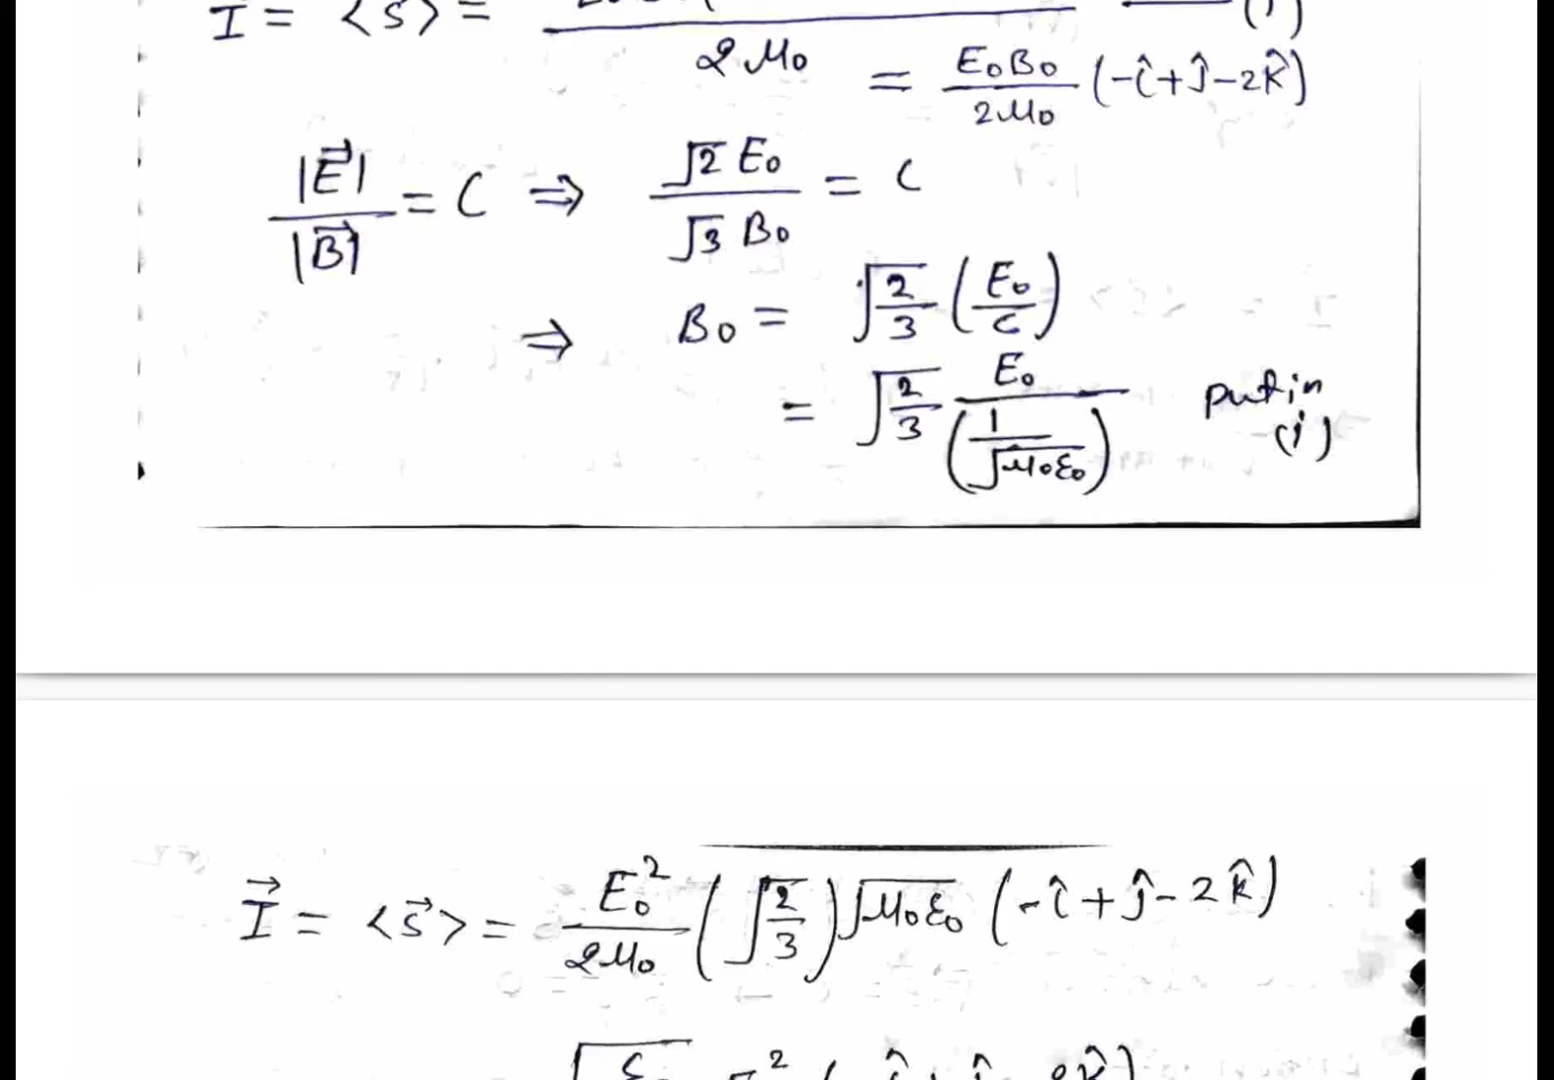 I = <S> =
2μ₀
= E₀B₀/2μ₀ (-î+ĵ-2k̂)
|E⃗|/|B⃗| = C ⇒ √2 E₀/√3 B₀ = C
⇒ B₀ = √(2/3) (E₀/C)
= √(2/3) E₀/(1/√μ₀ε₀) put in (i)
I⃗ = <S⃗> = E₀²/2μ₀ (√(2/3)) √μ₀ε₀ (-î+ĵ-2k̂)